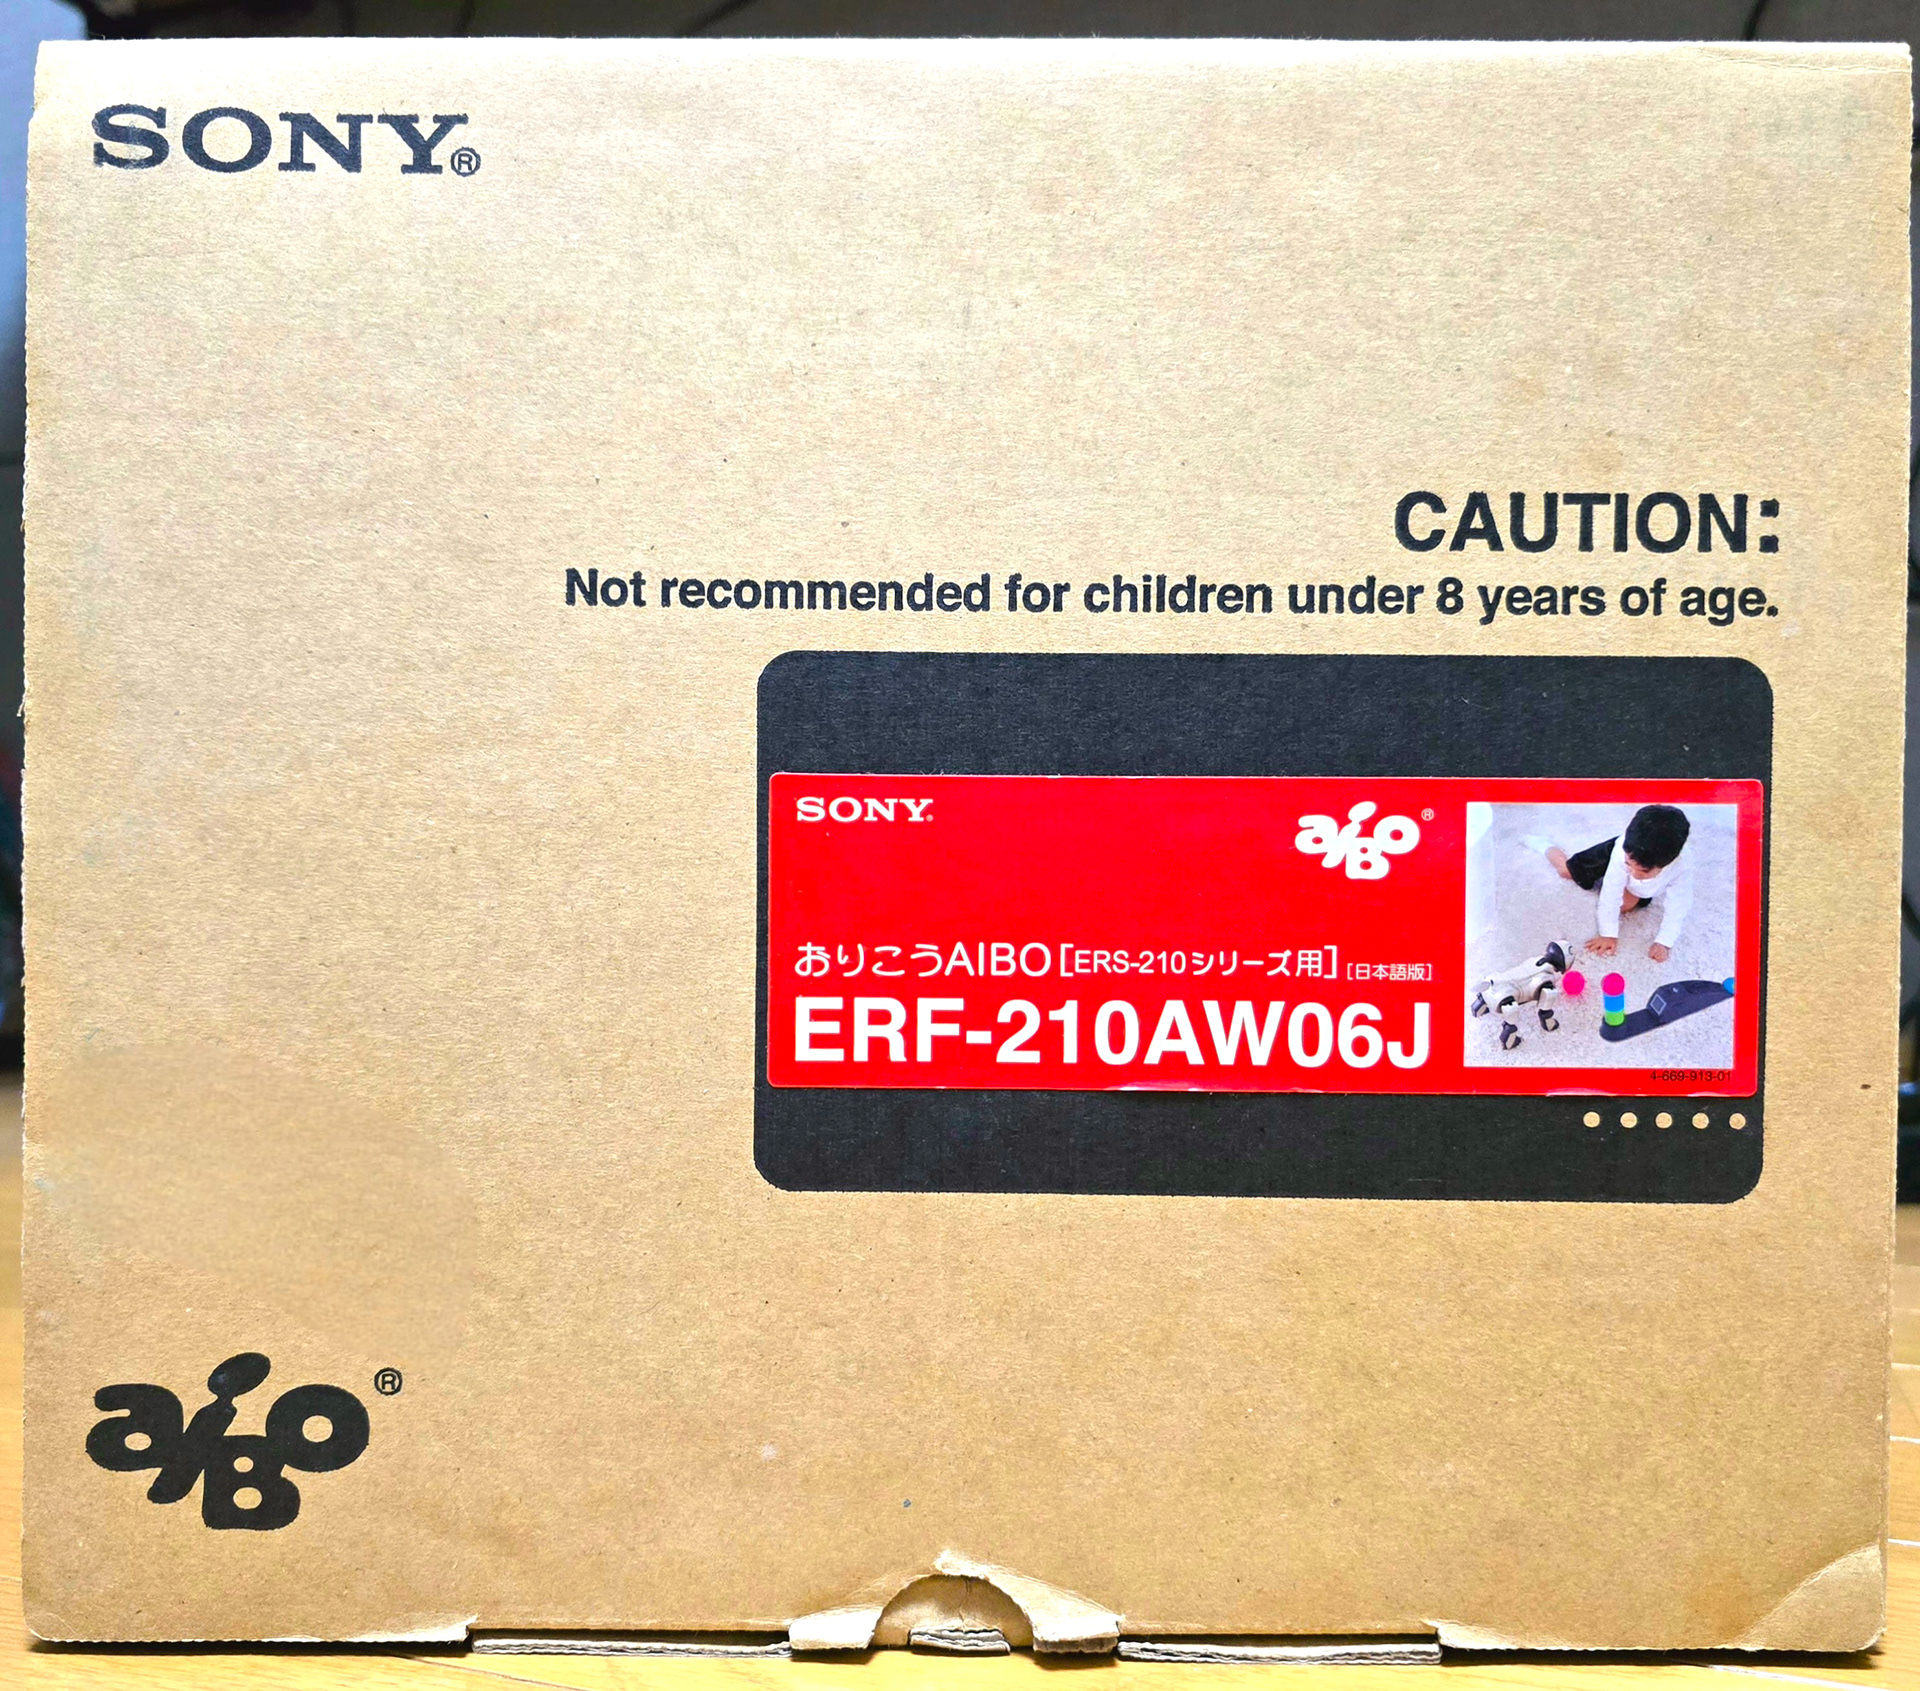 SONY®
CAUTION:
Not recommended for children under 8 years of age.
SONY®
aiBo®
おりこうAIBO[ERS-210シリーズ用][日本語版]
ERF-210AW06J
4-669-913-01
aiBo®